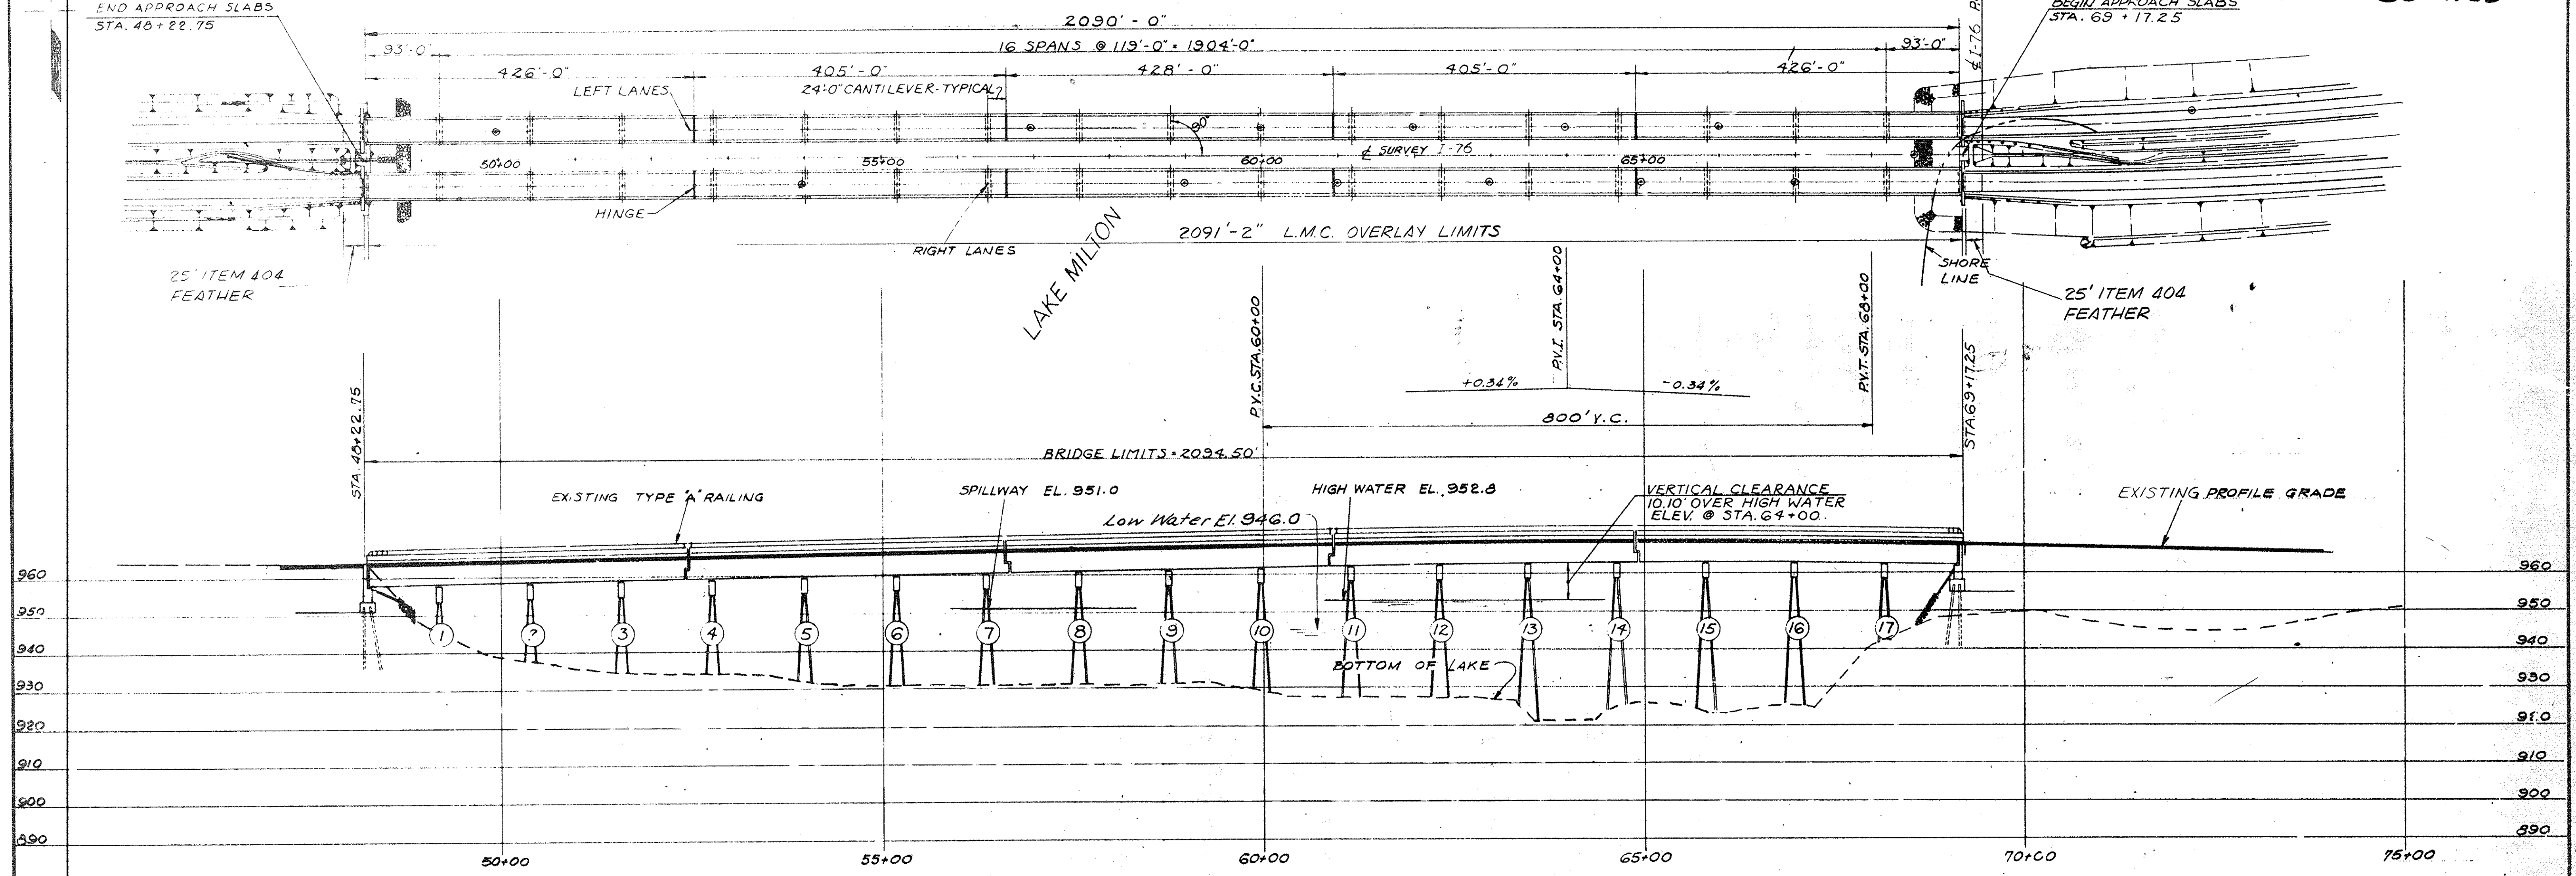 END APPROACH SLABS
STA. 48+22.75
BEGIN APPROACH SLABS
STA. 69+17.25
2090'-0"
16 SPANS @ 119'-0" = 1904'-0"
93'-0"
93'-0"
426'-0"
405'-0"
428'-0"
405'-0"
426'-0"
LEFT LANES
24'-0" CANTILEVER-TYPICAL
℄ I-76
90°
50+00
55+00
60+00
65+00
℄ SURVEY I-76
HINGE
RIGHT LANES
LAKE MILTON
2091'-2" L.M.C. OVERLAY LIMITS
25' ITEM 404
FEATHER
SHORE
LINE
25' ITEM 404
FEATHER
P.V.C. STA. 60+00
P.V.I. STA. 64+00
P.V.T. STA. 68+00
+0.34%
-0.34%
800' V.C.
STA. 48+22.75
STA. 69+17.25
BRIDGE LIMITS = 2094.50'
EXISTING TYPE "A" RAILING
SPILLWAY EL. 951.0
HIGH WATER EL. 952.8
Low Water El. 946.0
VERTICAL CLEARANCE
10.10' OVER HIGH WATER
ELEV. @ STA. 64+00.
EXISTING PROFILE GRADE
960
960
950
950
1
2
3
4
5
6
7
8
9
10
11
12
13
14
15
16
17
940
940
BOTTOM OF LAKE
930
930
920
920
910
910
900
900
890
890
50+00
55+00
60+00
65+00
70+00
75+00